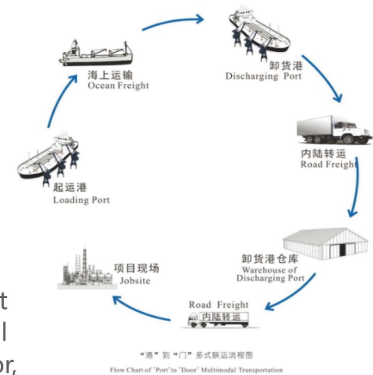 海上运输
Ocean Freight
卸货港
Discharging Port
起运港
Loading Port
内陆转运
Road Freight
卸货港仓库
Warehouse of
Discharging Port
项目现场
Jobsite
Road Freight
内陆转运
"港"到"门"多式联运流程图
Flow Chart of "Port"to "Door" Multimodal Transportation